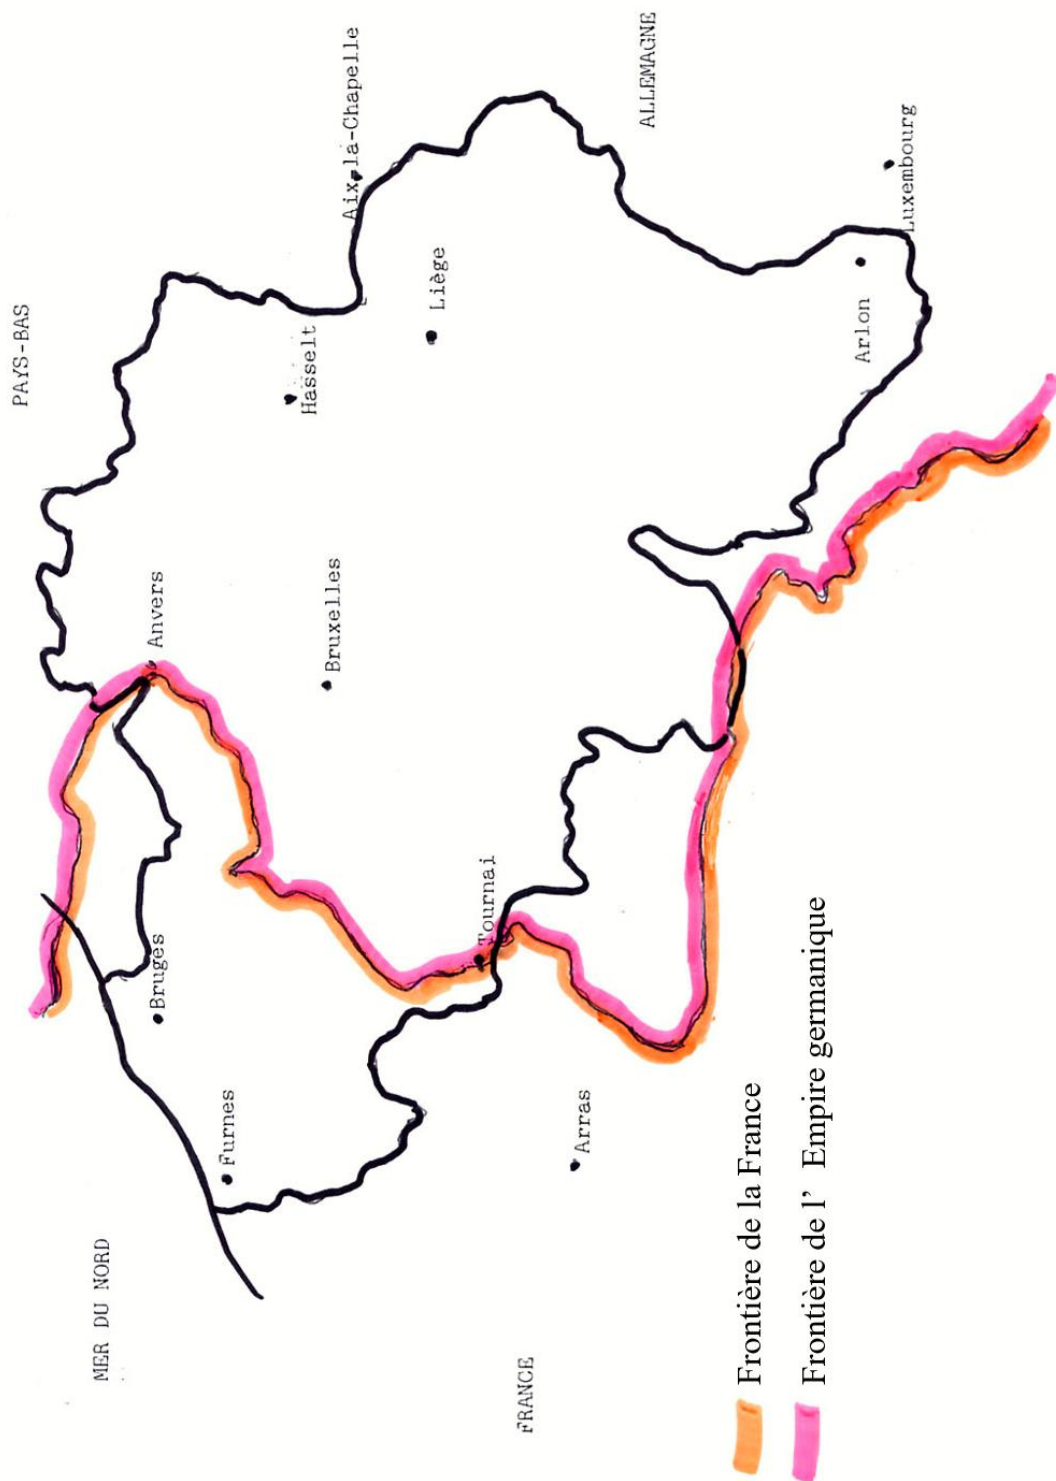 PAYS-BAS
MER DU NORD
Anvers
Bruges
Furnes
Hasselt
Aix-la-Chapelle
Bruxelles
Liège
Tournai
Arras
FRANCE
ALLEMAGNE
Arlon
Luxembourg
Frontière de la France
Frontière de l’ Empire germanique